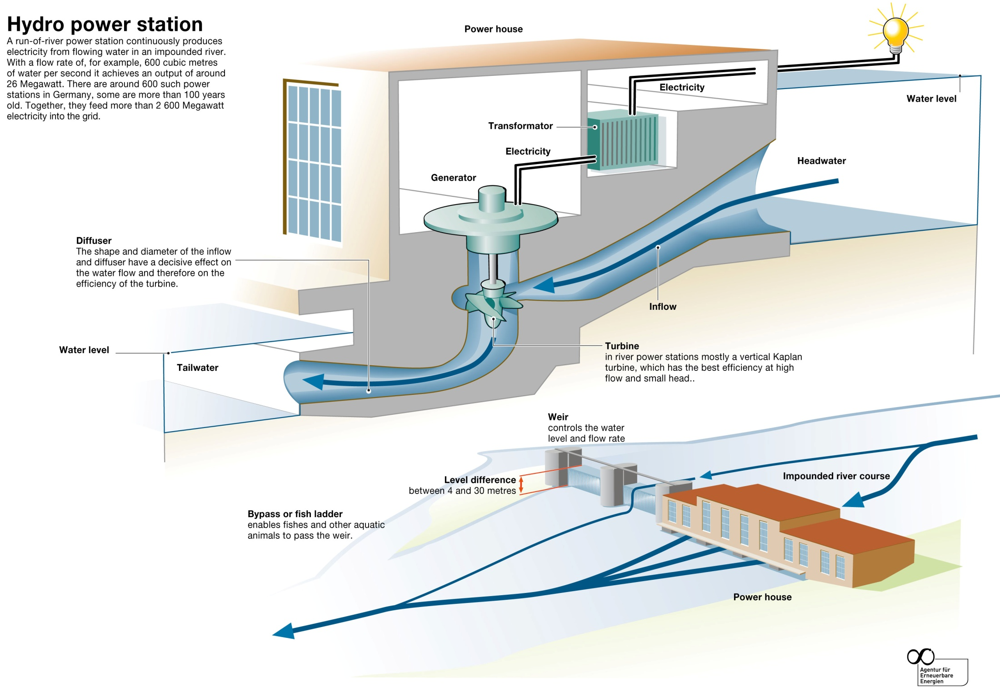 Hydro power station
A run-of-river power station continuously produces
electricity from flowing water in an impounded river.
With a flow rate of, for example, 600 cubic metres
of water per second it achieves an output of around
26 Megawatt. There are around 600 such power
stations in Germany, some are more than 100 years
old. Together, they feed more than 2 600 Megawatt
electricity into the grid.
Power house
Electricity
Water level
Transformator
Electricity
Headwater
Generator
Diffuser
The shape and diameter of the inflow
and diffuser have a decisive effect on
the water flow and therefore on the
efficiency of the turbine.
Inflow
Water level
Tailwater
Turbine
in river power stations mostly a vertical Kaplan
turbine, which has the best efficiency at high
flow and small head..
Weir
controls the water
level and flow rate
Level difference
between 4 and 30 metres
Impounded river course
Bypass or fish ladder
enables fishes and other aquatic
animals to pass the weir.
Power house
Agentur für
Erneuerbare
Energien